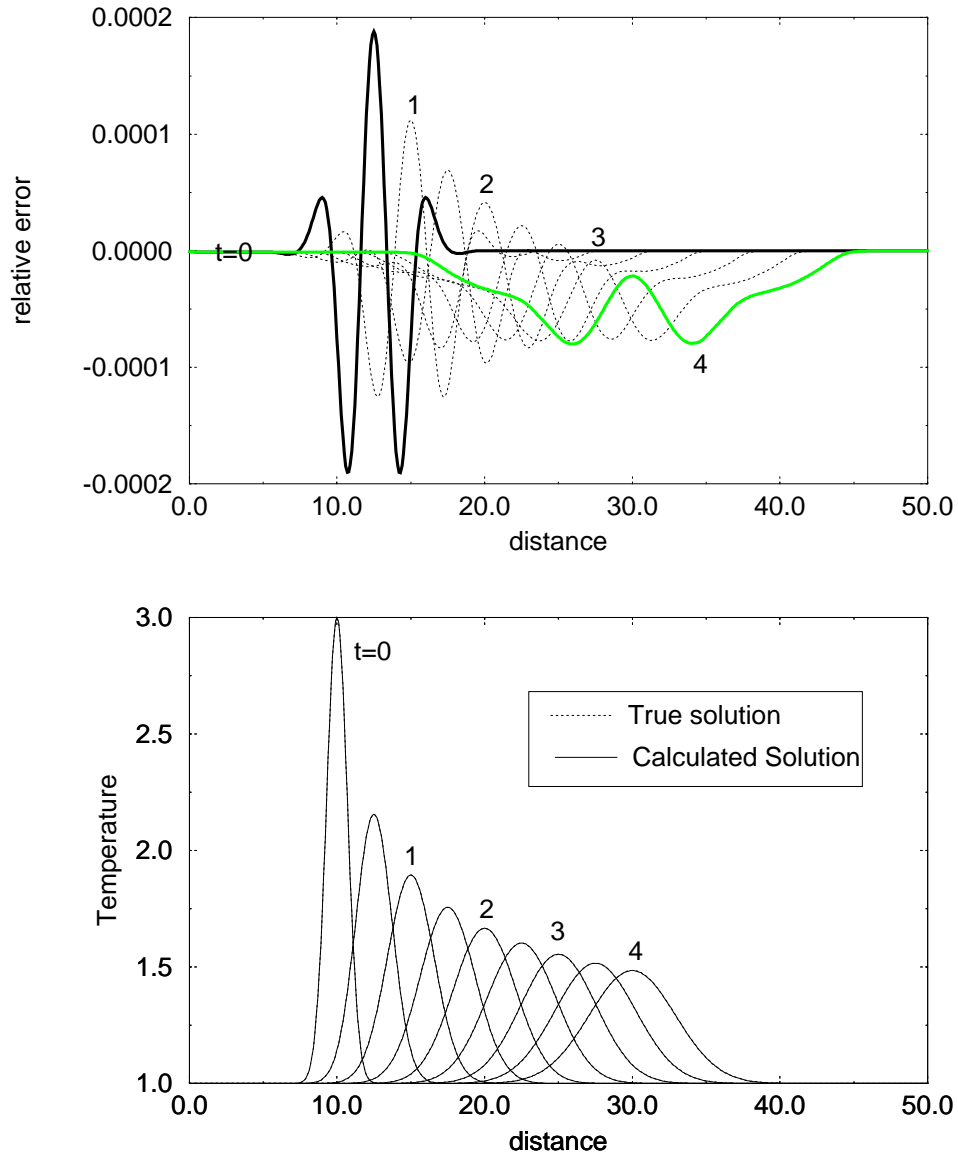 0.0002
0.0001
0.0000
-0.0001
-0.0002
relative error
t=0
1
2
3
4
0.0 10.0 20.0 30.0 40.0 50.0
distance
3.0
2.5
2.0
1.5
1.0
Temperature
t=0
1
2
3
4
True solution
Calculated Solution
0.0 10.0 20.0 30.0 40.0 50.0
distance